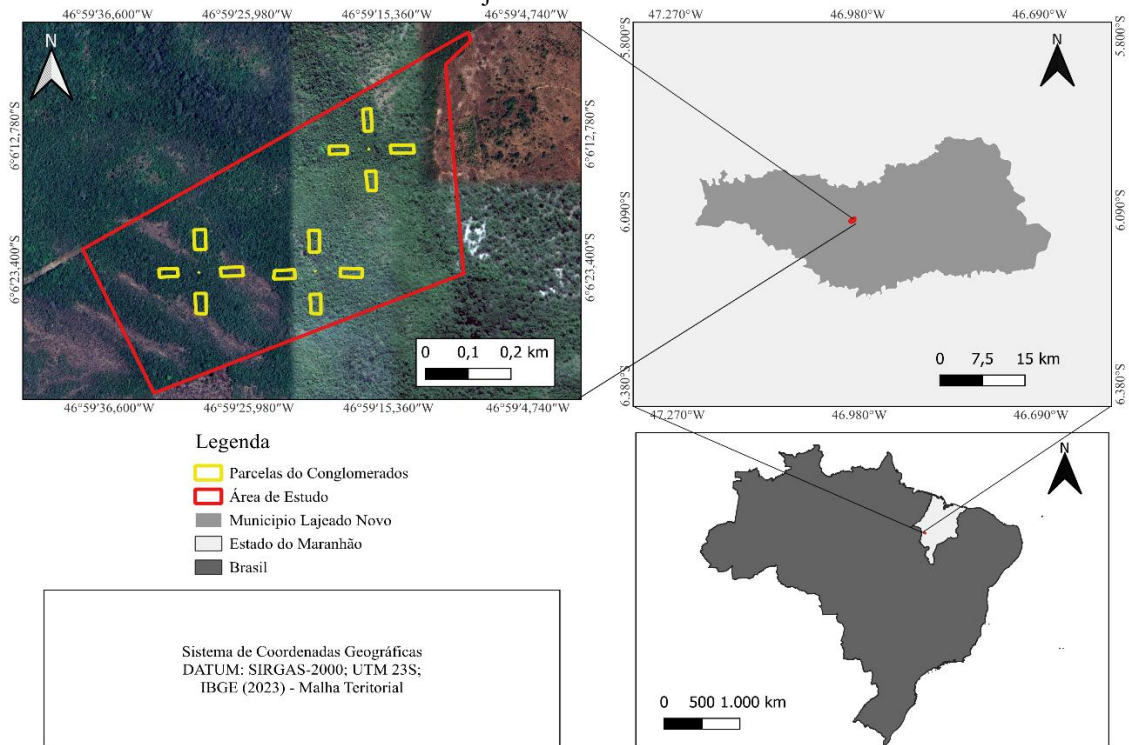 46°59'36,600"W 46°59'25,980"W 46°59'15,360"W 46°59'4,740"W
N
6°6'12,780"S 6°6'12,780"S
6°6'23,400"S 6°6'23,400"S
0 0,1 0,2 km
46°59'36,600"W 46°59'25,980"W 46°59'15,360"W 46°59'4,740"W
47.270°W 46.980°W 46.690°W
N
5.800°S 5.800°S
6.090°S 6.090°S
0 7,5 15 km
6.380°S 6.380°S
47.270°W 46.980°W 46.690°W
Legenda
Parcelas do Conglomerados
Área de Estudo
Municipio Lajeado Novo
Estado do Maranhão
Brasil
Sistema de Coordenadas Geográficas
DATUM: SIRGAS-2000; UTM 23S;
IBGE (2023) - Malha Teritorial
N
0 500 1.000 km